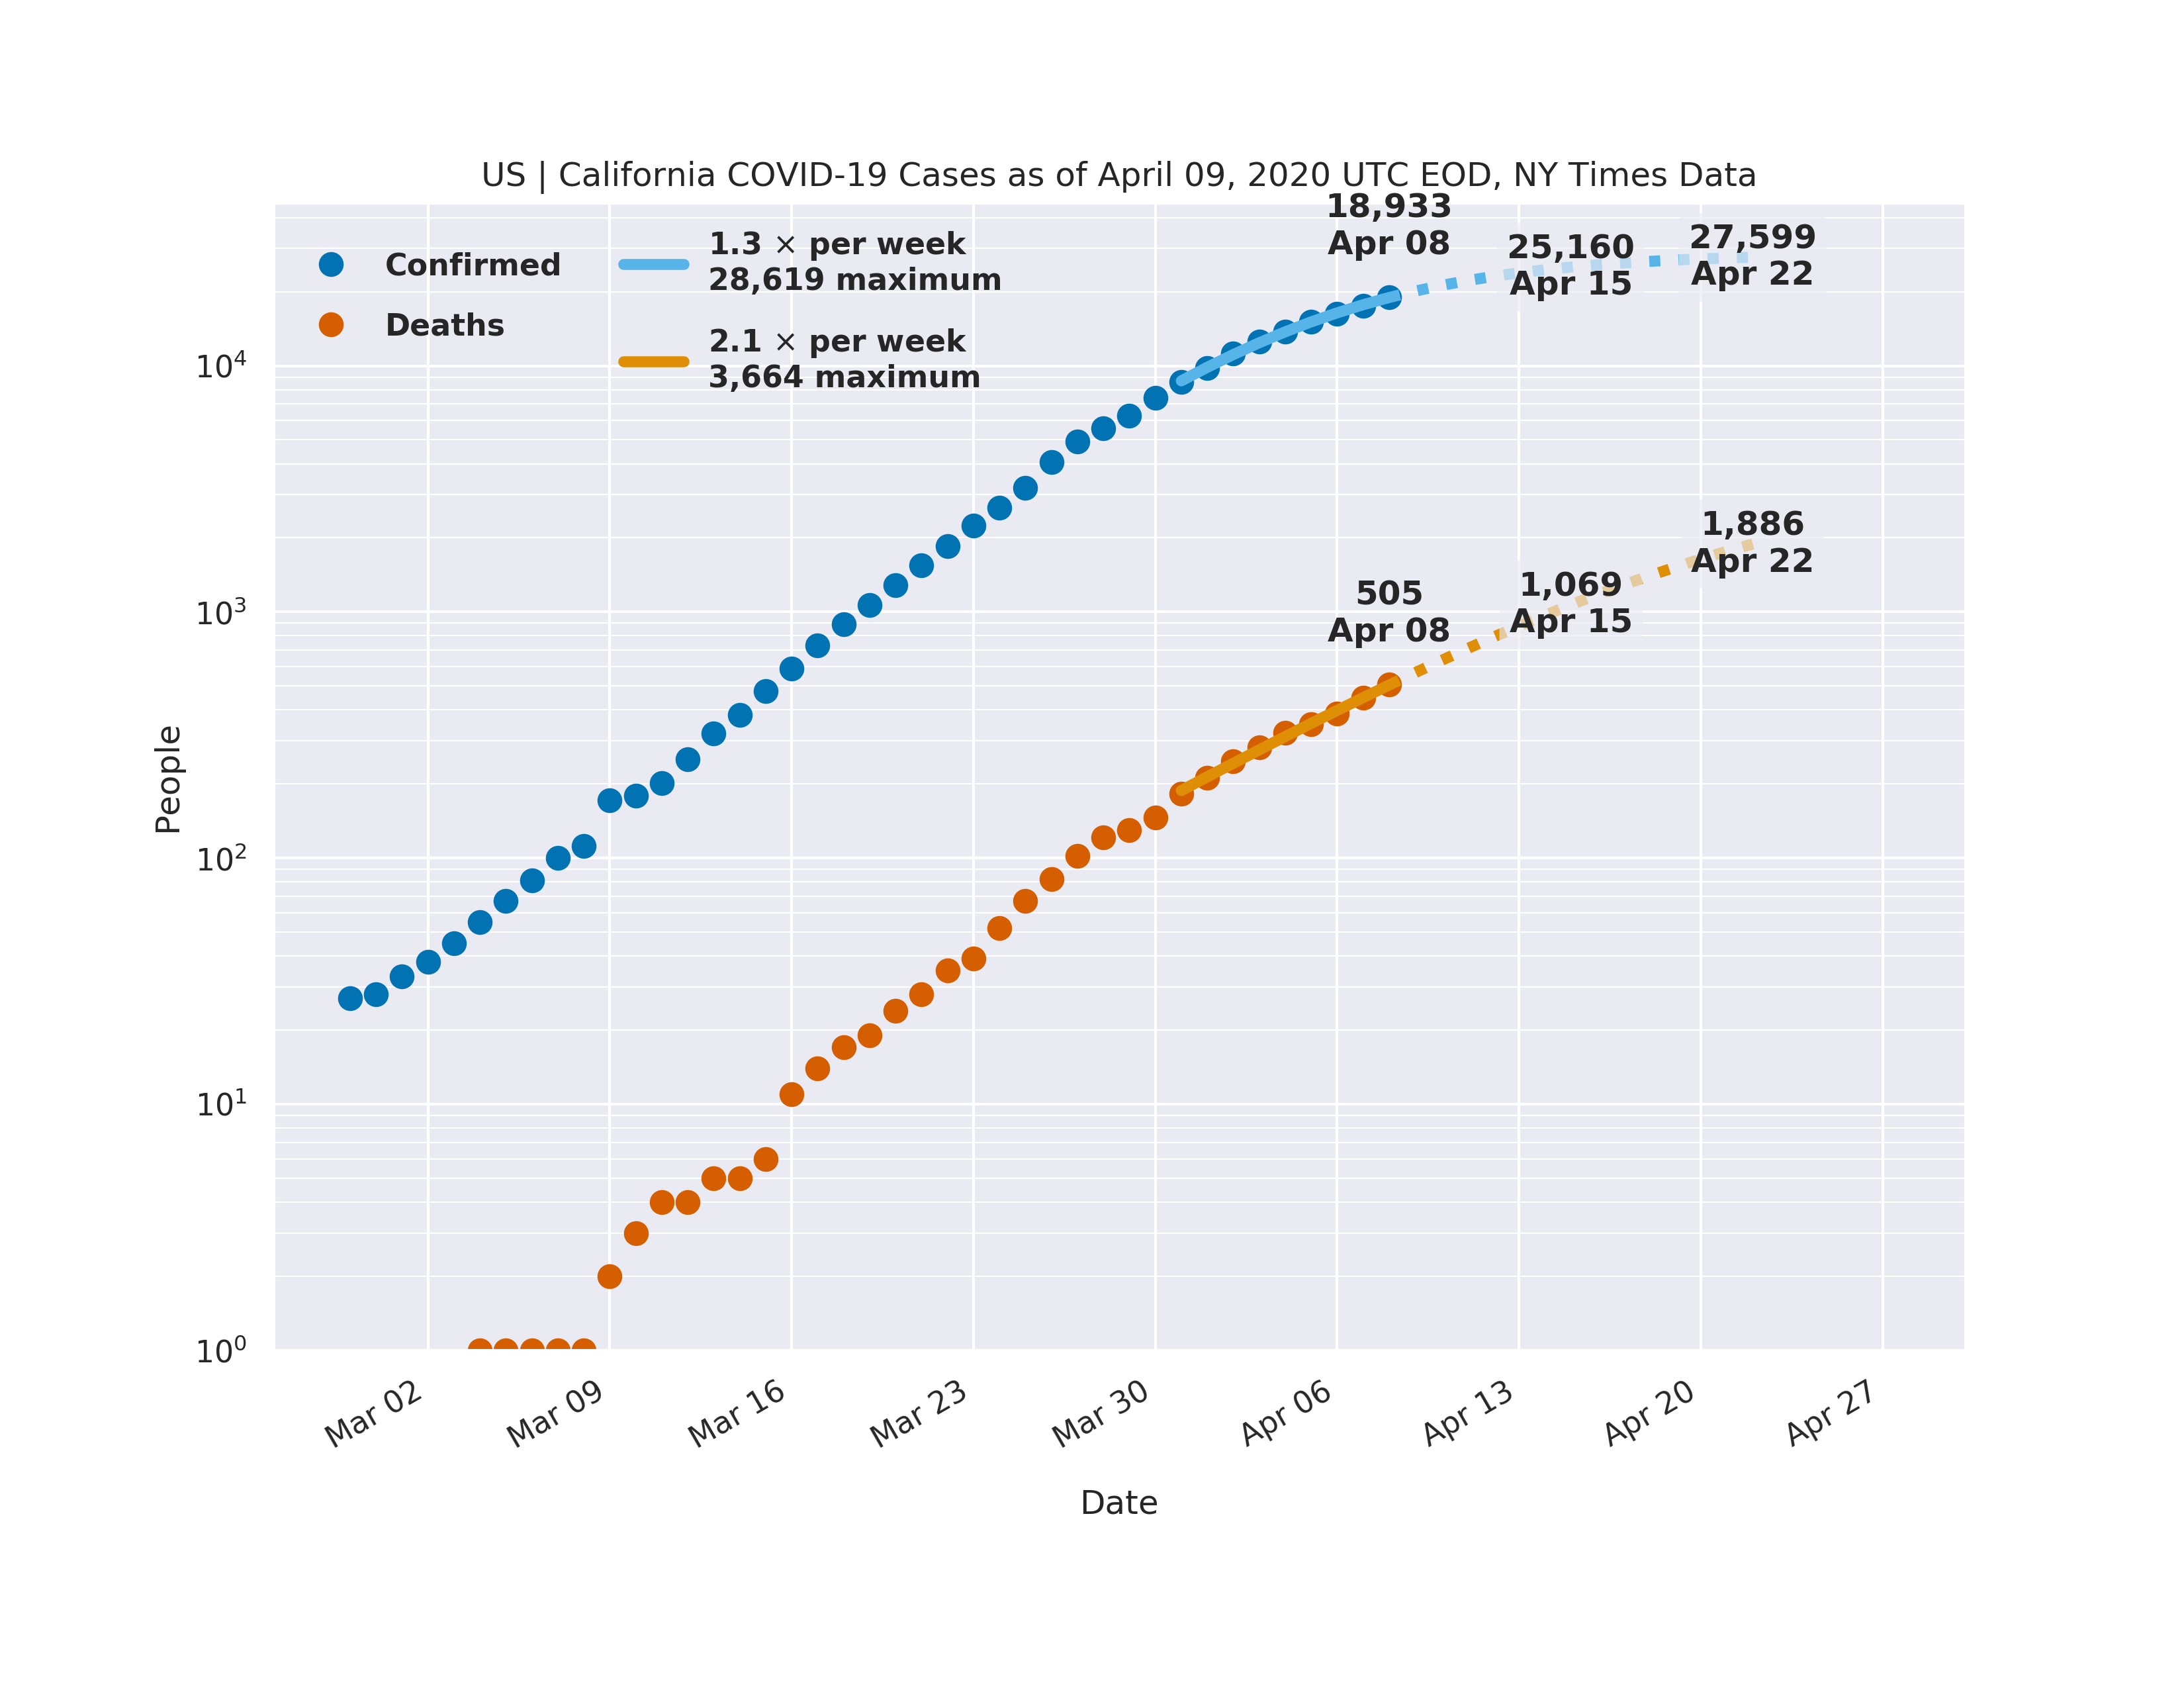 US | California COVID-19 Cases as of April 09, 2020 UTC EOD, NY Times Data
Confirmed
Deaths
1.3 × per week
28,619 maximum
2.1 × per week
3,664 maximum
18,933
Apr 08
25,160
Apr 15
27,599
Apr 22
505
Apr 08
1,069
Apr 15
1,886
Apr 22
People
10⁴
10³
10²
10¹
10⁰
Mar 02
Mar 09
Mar 16
Mar 23
Mar 30
Apr 06
Apr 13
Apr 20
Apr 27
Date